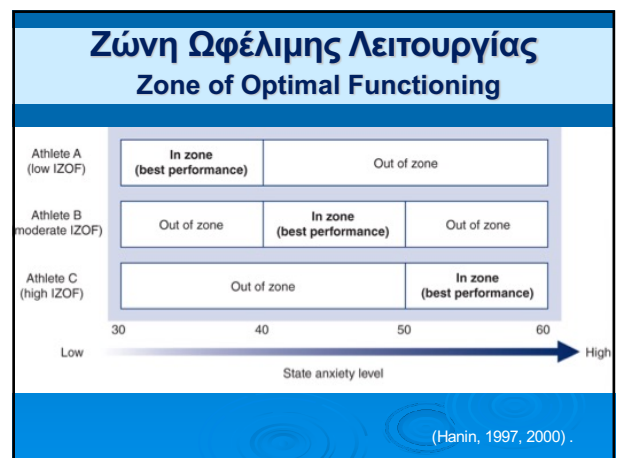 Ζώνη Ωφέλιμης Λειτουργίας
Zone of Optimal Functioning
Athlete A
(low IZOF)
In zone
(best performance)
Out of zone
Athlete B
moderate IZOF)
Out of zone
In zone
(best performance)
Out of zone
Athlete C
(high IZOF)
Out of zone
In zone
(best performance)
30 40 50 60
Low High
State anxiety level
(Hanin, 1997, 2000) .